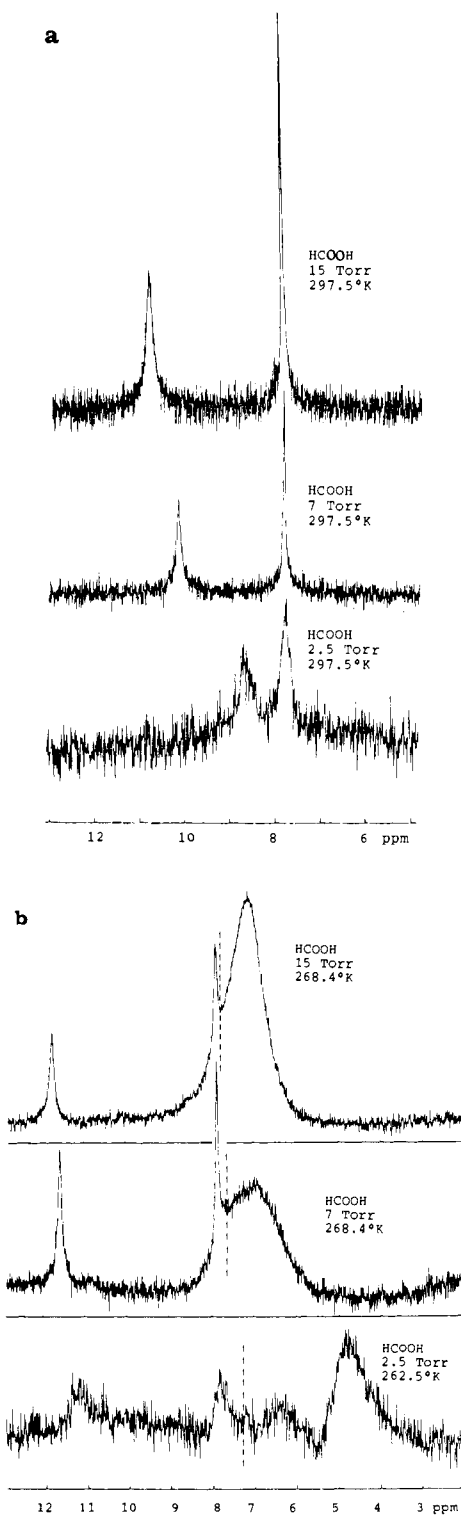 a
HCOOH
15 Torr
297.5°K
HCOOH
7 Torr
297.5°K
HCOOH
2.5 Torr
297.5°K
12 10 8 6 ppm
b
HCOOH
15 Torr
268.4°K
HCOOH
7 Torr
268.4°K
HCOOH
2.5 Torr
262.5°K
12 11 10 9 8 7 6 5 4 3 ppm